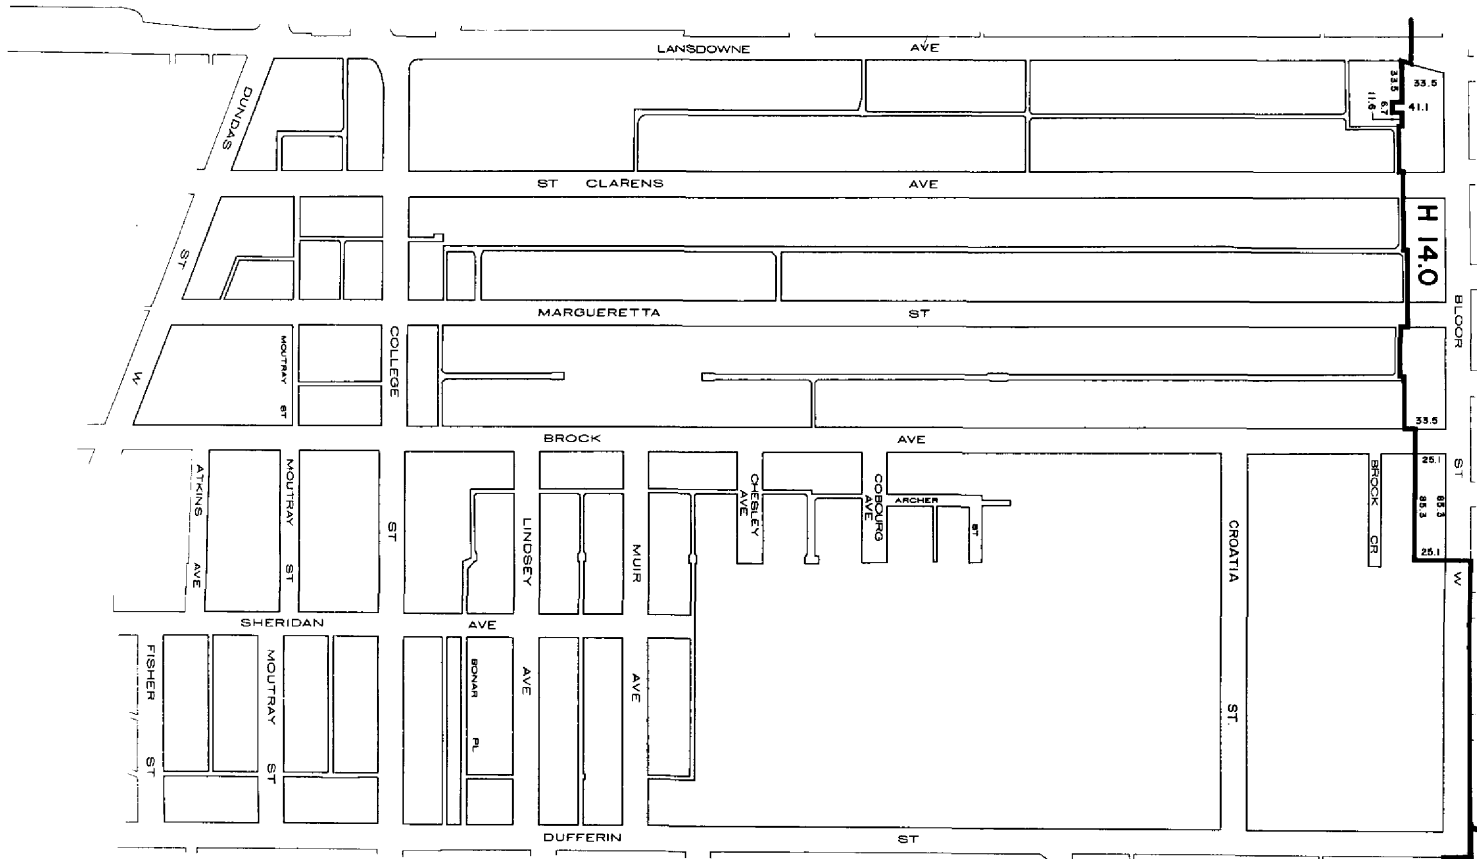 LANSDOWNE AVE
DUNDAS
ST
W
33.5
33.5
11.6
6.7
41.1
ST CLARENS AVE
H 14.0
BLOOR
ST
W
MARGUERETTA ST
MOUTRAY ST
COLLEGE
ST
33.5
BROCK AVE
25.1
85.3
85.3
25.1
ATKINS AVE
MOUTRAY ST
LINDSEY
AVE
MUIR
AVE
CHESLEY AVE
COBOURG AVE
ARCHER
ST
CROATIA
ST.
BROCK CR
SHERIDAN AVE
FISHER ST
MOUTRAY ST
BONAR PL
DUFFERIN ST